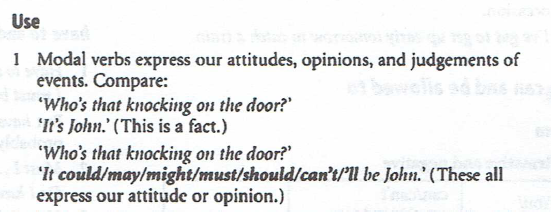 Use
1 Modal verbs express our attitudes, opinions, and judgements of
events. Compare:
‘Who's that knocking on the door?’
‘It's John.’ (This is a fact.)
‘Who's that knocking on the door?’
‘It could/may/might/must/should/can't/'ll be John.’ (These all
express our attitude or opinion.)